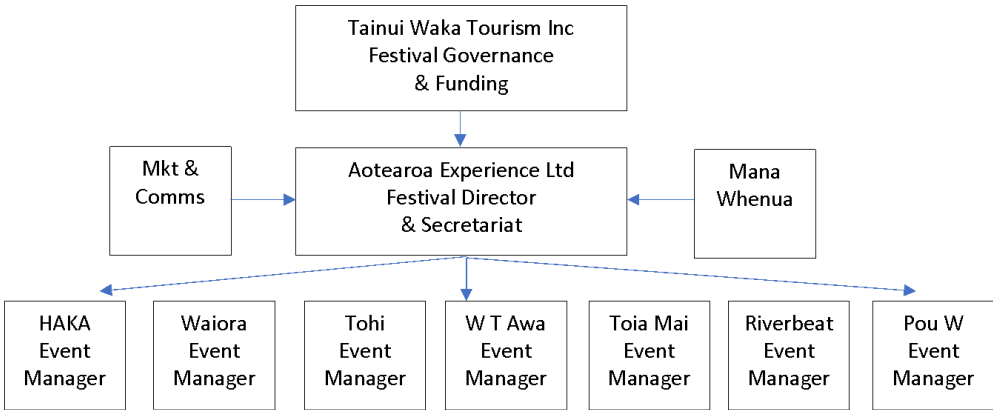 Tainui Waka Tourism Inc
Festival Governance
& Funding
Mkt &
Comms
Aotearoa Experience Ltd
Festival Director
& Secretariat
Mana
Whenua
HAKA
Event
Manager
Waiora
Event
Manager
Tohi
Event
Manager
W T Awa
Event
Manager
Toia Mai
Event
Manager
Riverbeat
Event
Manager
Pou W
Event
Manager